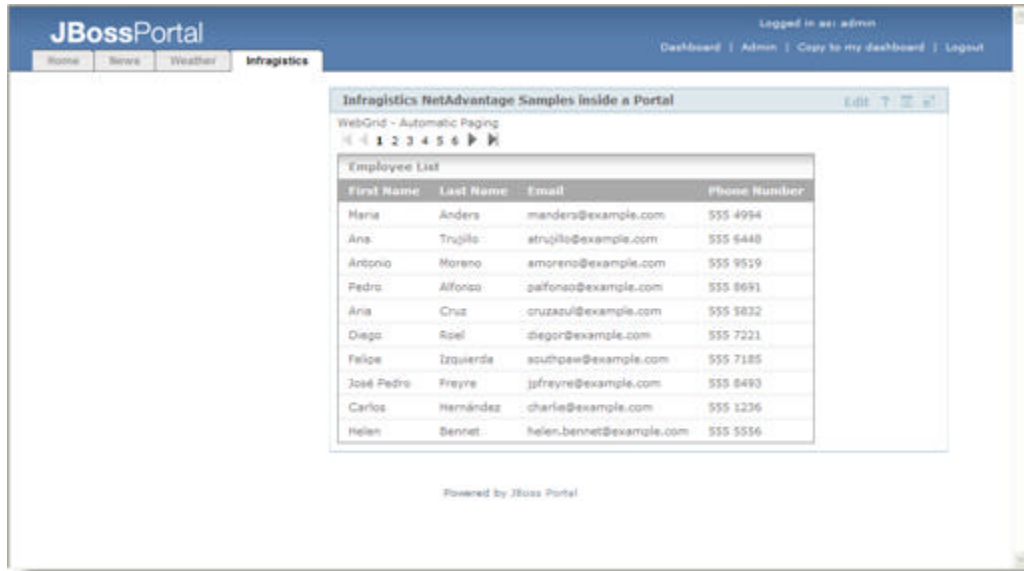 JBossPortal
Logged in as: admin
Dashboard | Admin | Copy to my dashboard | Logout
Home News Weather Infragistics
Infragistics NetAdvantage Samples inside a Portal Edit ?
WebGrid - Automatic Paging
1 2 3 4 5 6
Employee List
First Name Last Name Email Phone Number
Maria Anders manders@example.com 555 4994
Ana Trujillo atrujillo@example.com 555 6448
Antonio Moreno amoreno@example.com 555 9519
Pedro Alfonso palfonso@example.com 555 8691
Aria Cruz cruzazul@example.com 555 5832
Diego Roel diegor@example.com 555 7221
Felipe Izquierda southpaw@example.com 555 7185
José Pedro Freyre jpfreyre@example.com 555 8493
Carlos Hernández charlie@example.com 555 1236
Helen Bennet helen.bennet@example.com 555 5556
Powered by JBoss Portal